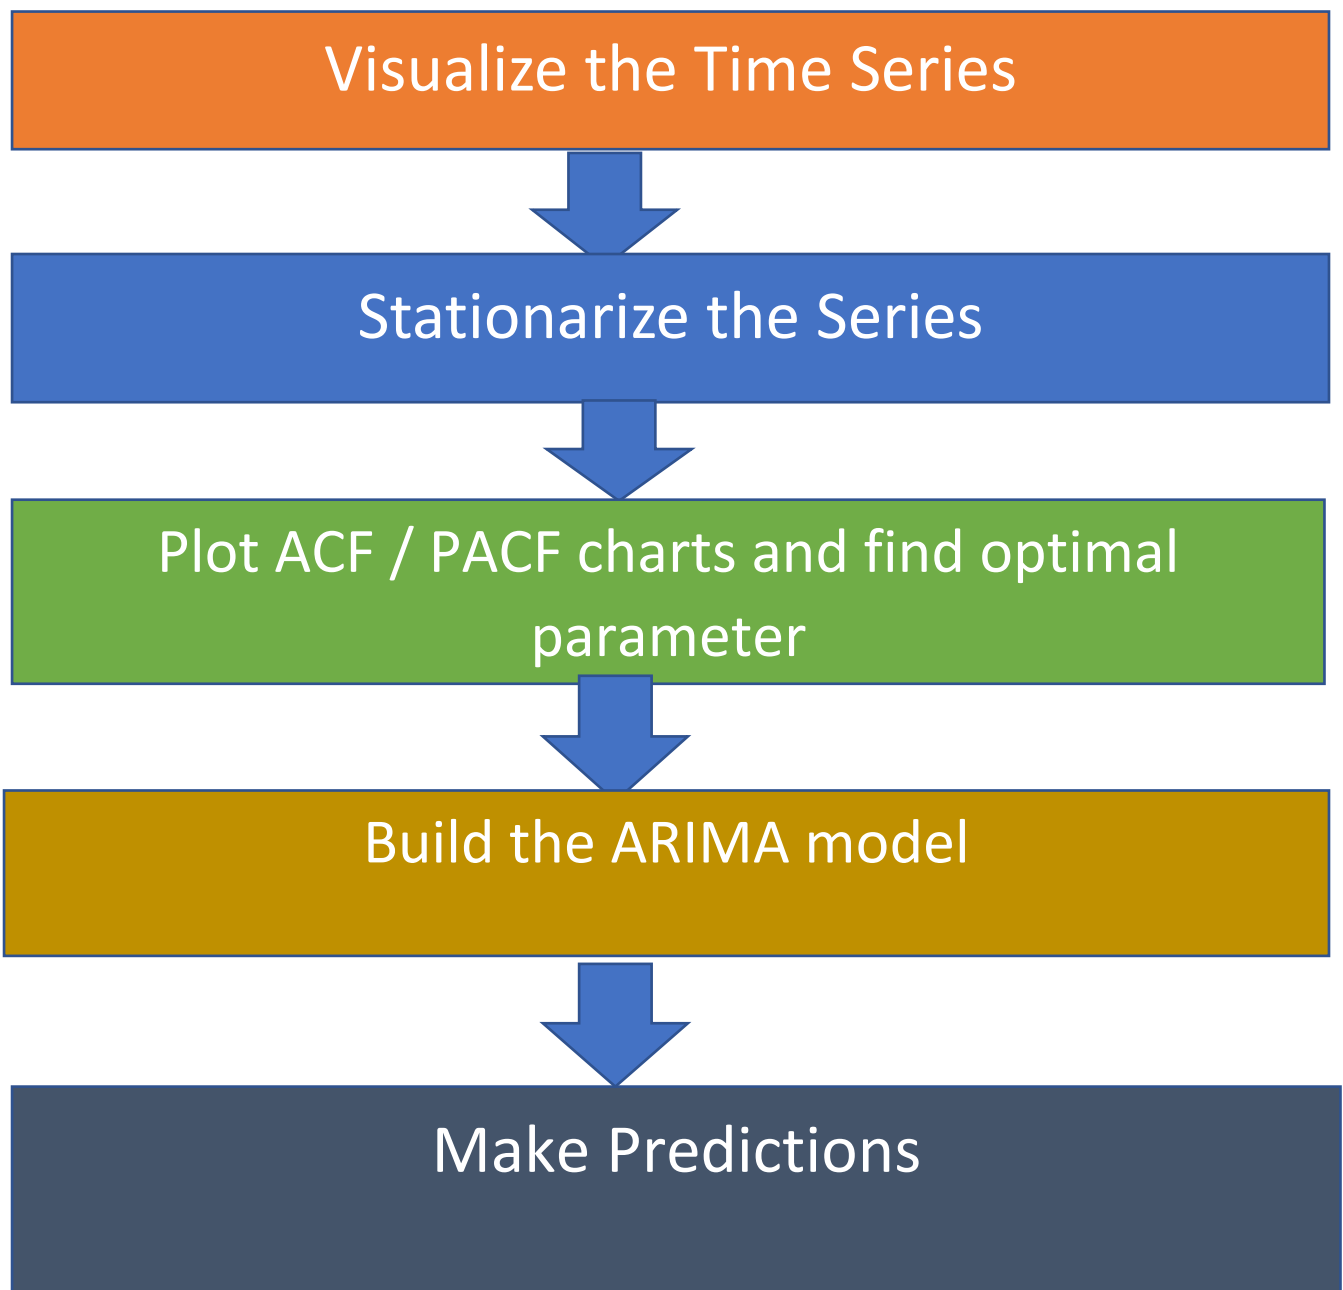 Visualize the Time Series
Stationarize the Series
Plot ACF / PACF charts and find optimal
parameter
Build the ARIMA model
Make Predictions